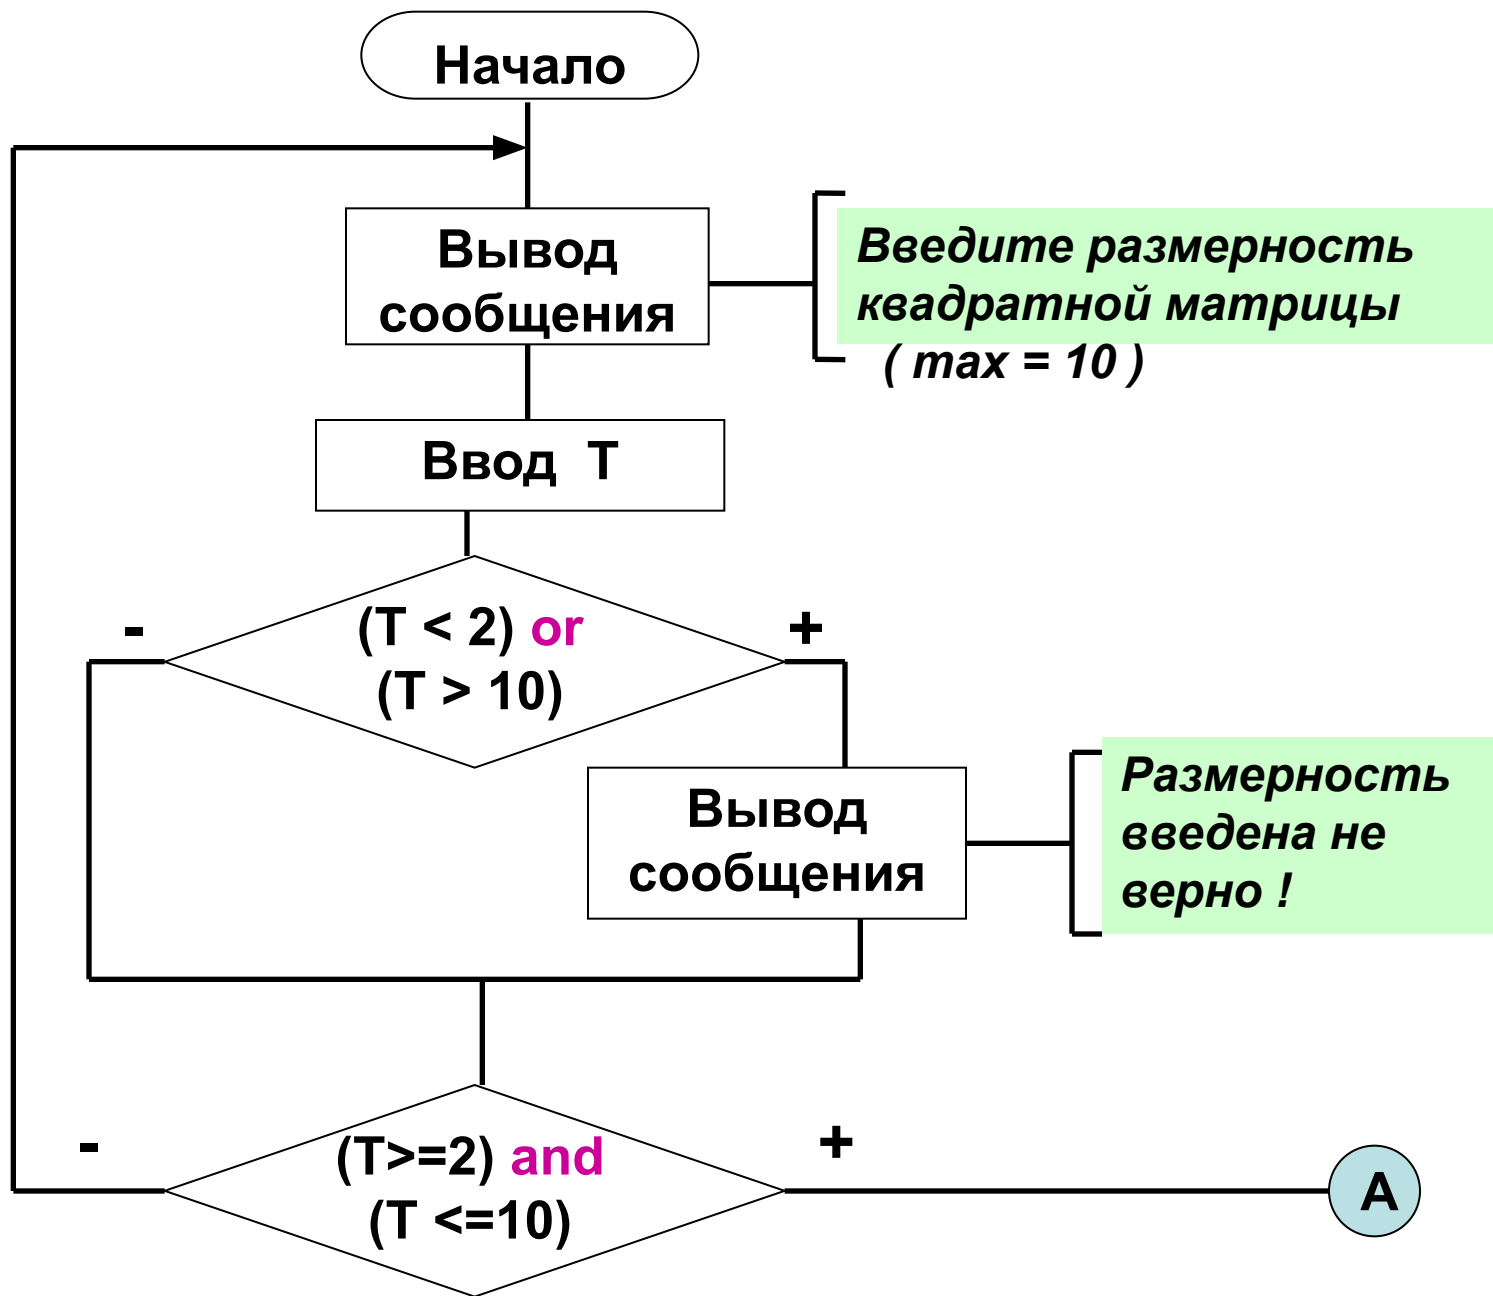 Начало
Вывод
сообщения
Введите размерность
квадратной матрицы
( max = 10 )
Ввод Т
-
(T < 2) or
(T > 10)
+
Вывод
сообщения
Размерность
введена не
верно !
-
(T>=2) and
(T <=10)
+
А